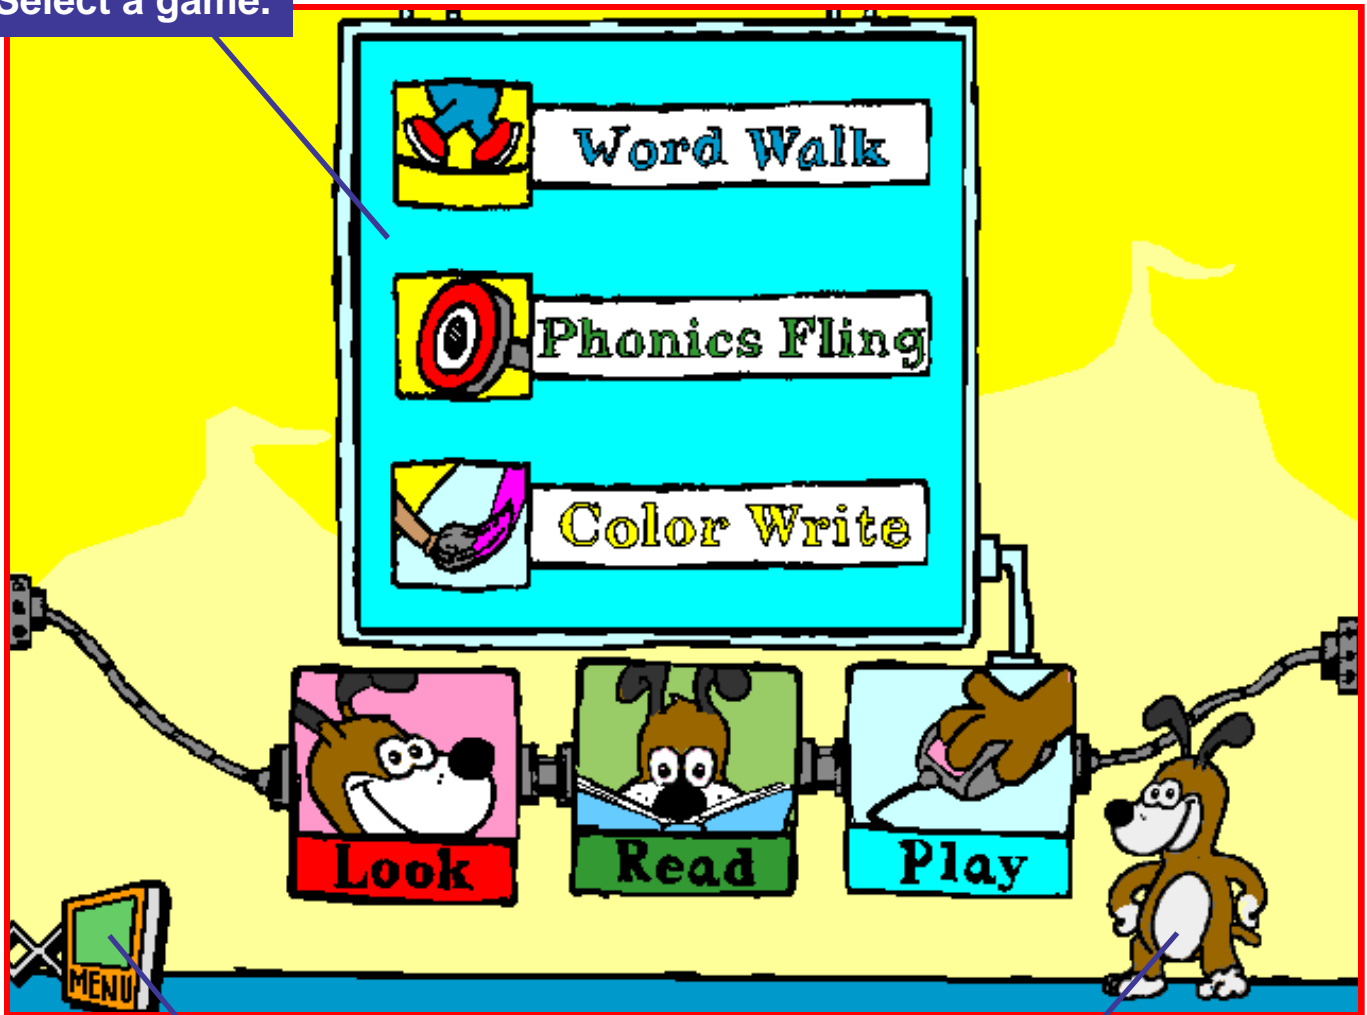 Select a game.
Word Walk
Phonics Fling
Color Write
Look
Read
Play
MENU